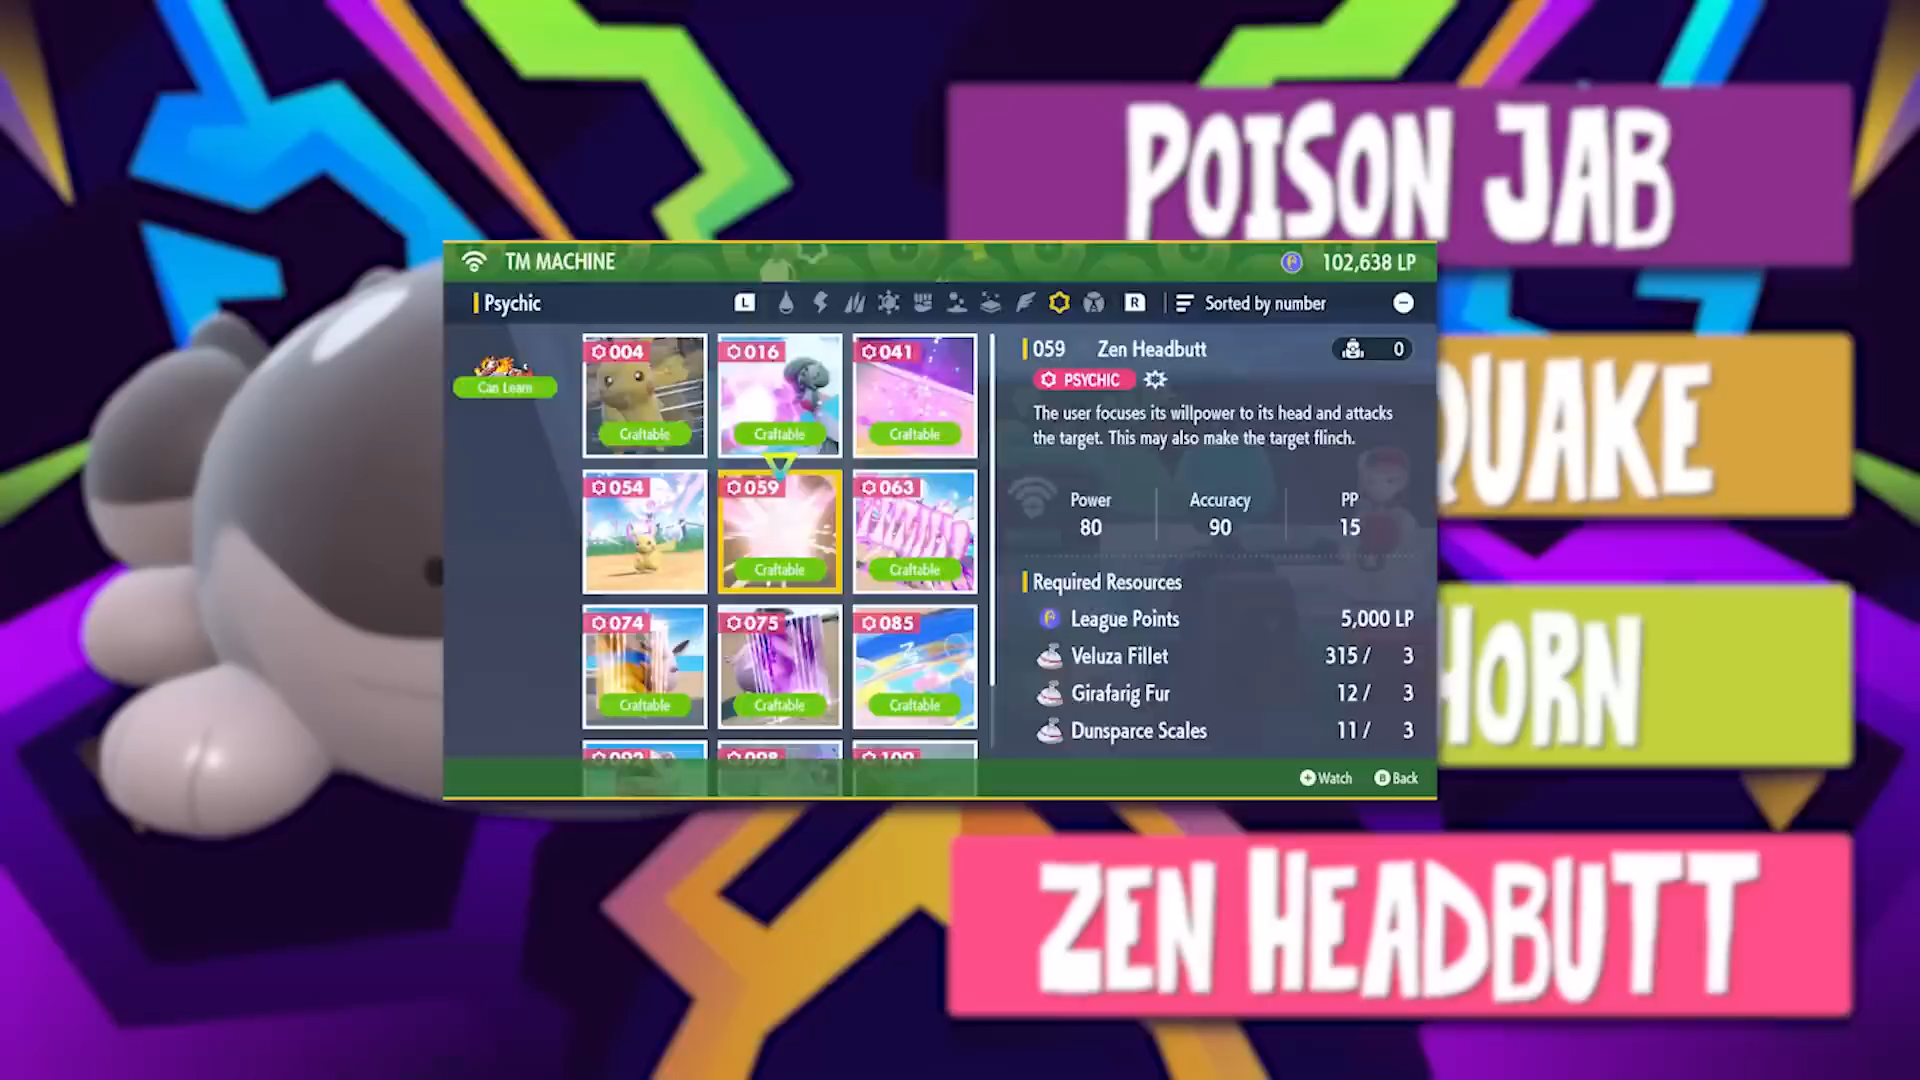 POISON JAB
TM MACHINE
102,638 LP
Psychic
L
R
Sorted by number
Can Learn
004
Craftable
016
Craftable
041
Craftable
054
059
Craftable
063
Craftable
074
Craftable
075
Craftable
085
Craftable
092
098
109
059 Zen Headbutt
0
PSYCHIC
The user focuses its willpower to its head and attacks
the target. This may also make the target flinch.
Power Accuracy PP
80 90 15
Required Resources
League Points 5,000 LP
Veluza Fillet 315 / 3
Girafarig Fur 12 / 3
Dunsparce Scales 11 / 3
+ Watch
B Back
QUAKE
HORN
ZEN HEADBUTT